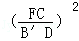 (FC/B′ D)²